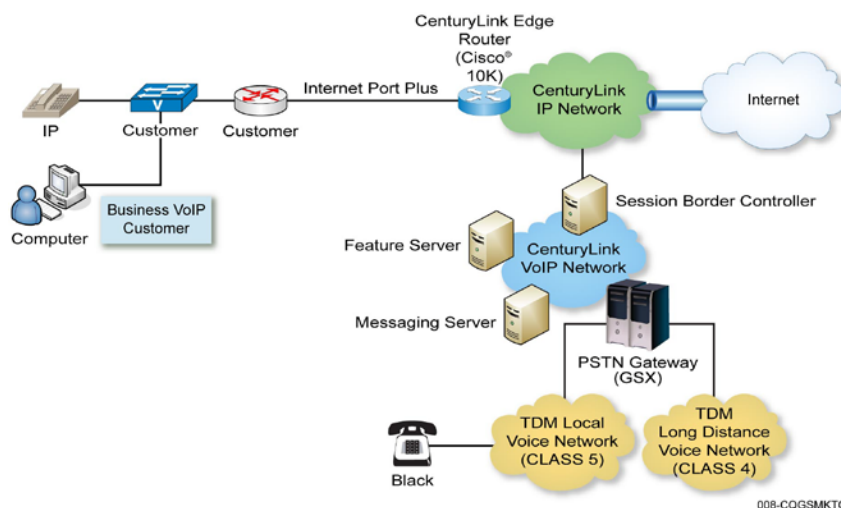 CenturyLink Edge
Router
(Cisco®
10K)
Internet Port Plus
CenturyLink
IP Network
Internet
IP
V
Customer
Customer
Computer
Business VoIP
Customer
Session Border Controller
Feature Server
CenturyLink
VoIP Network
Messaging Server
PSTN Gateway
(GSX)
TDM Local
Voice Network
(CLASS 5)
TDM
Long Distance
Voice Network
(CLASS 4)
Black
008-CQGSMKTG